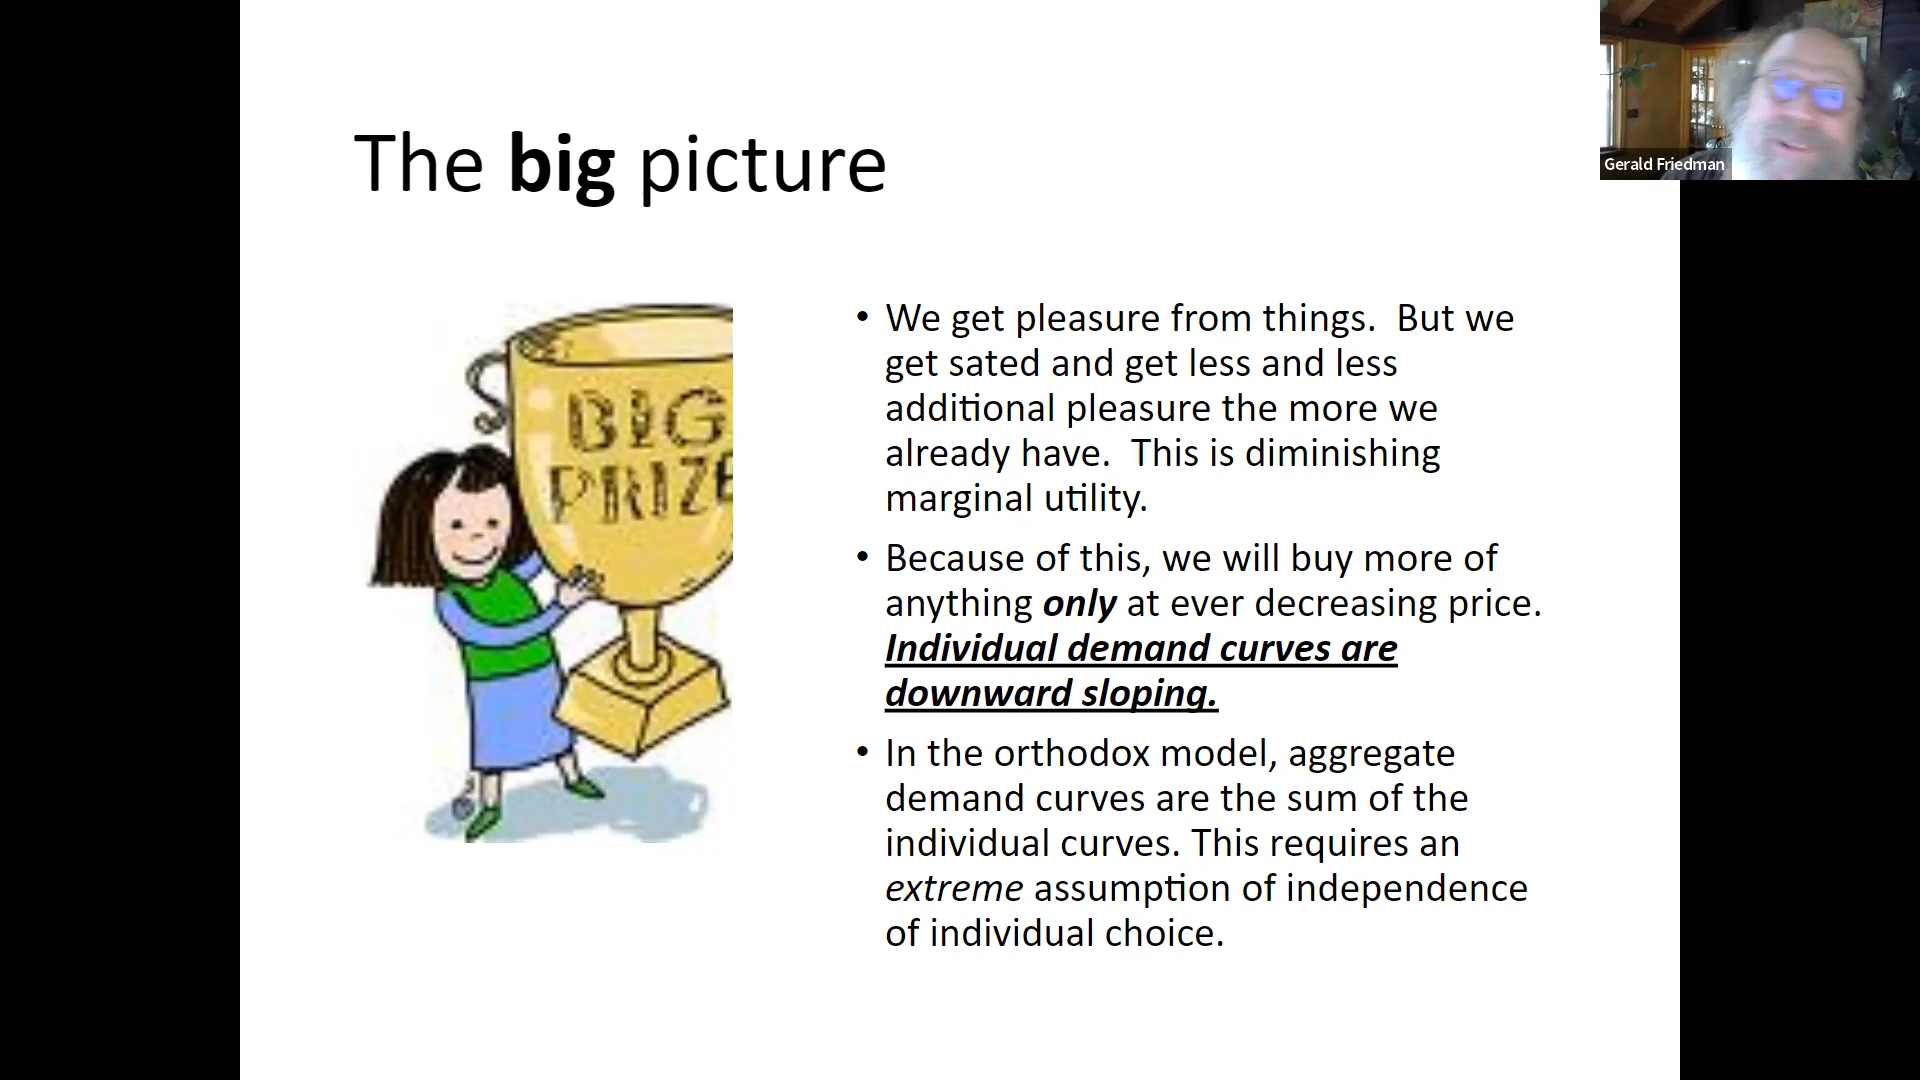 Gerald Friedman
The big picture
BIG
PRIZE
• We get pleasure from things.  But we
get sated and get less and less
additional pleasure the more we
already have.  This is diminishing
marginal utility.
• Because of this, we will buy more of
anything only at ever decreasing price.
Individual demand curves are
downward sloping.
• In the orthodox model, aggregate
demand curves are the sum of the
individual curves. This requires an
extreme assumption of independence
of individual choice.